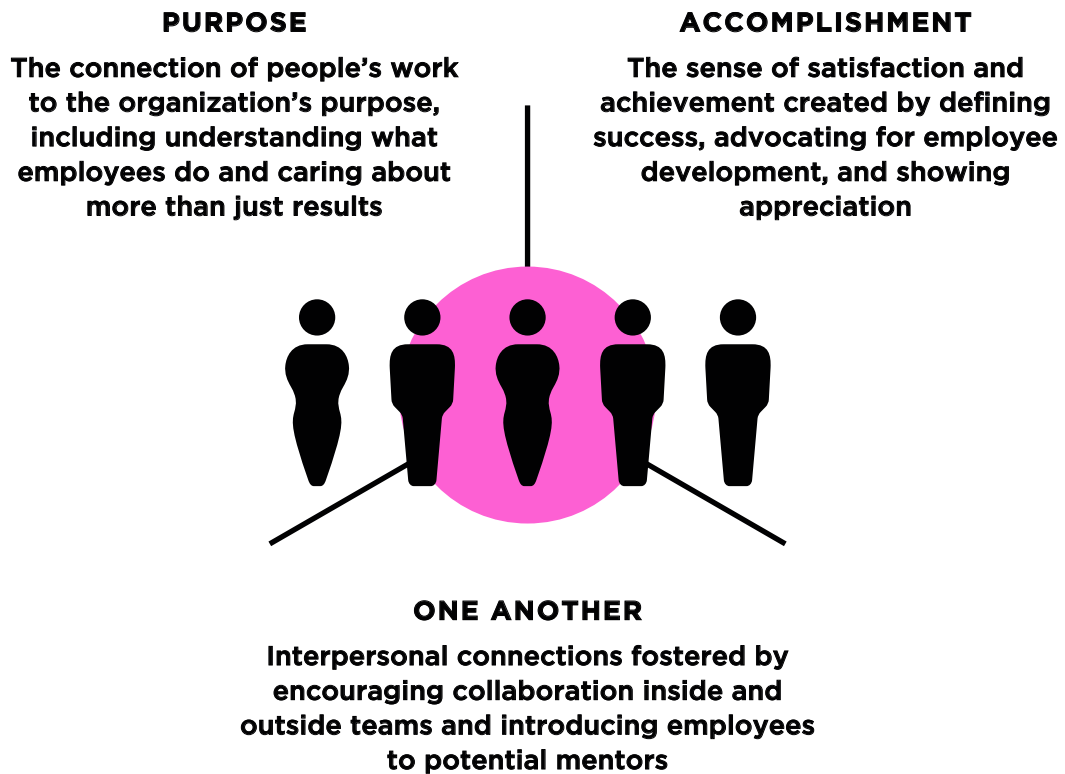 PURPOSE
The connection of people’s work
to the organization’s purpose,
including understanding what
employees do and caring about
more than just results
ACCOMPLISHMENT
The sense of satisfaction and
achievement created by defining
success, advocating for employee
development, and showing
appreciation
ONE ANOTHER
Interpersonal connections fostered by
encouraging collaboration inside and
outside teams and introducing employees
to potential mentors